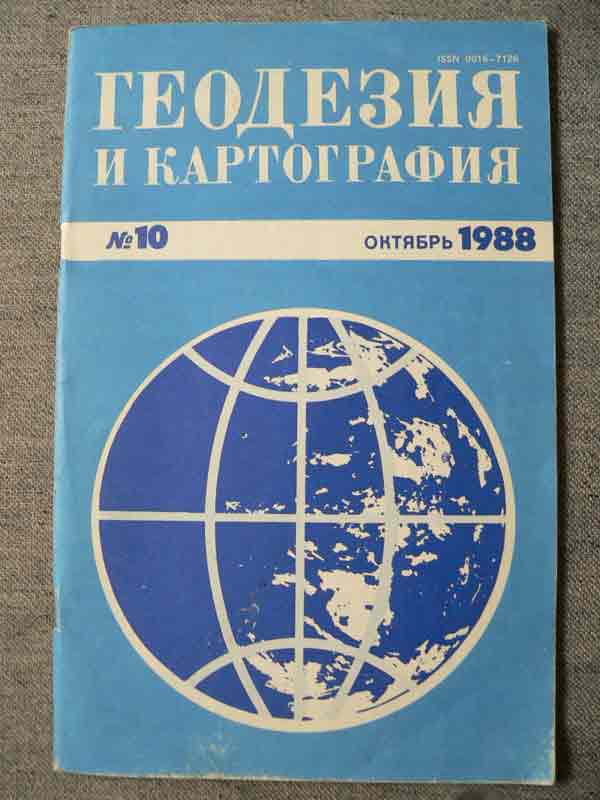 ISSN 0016-7126
ГЕОДЕЗИЯ
И КАРТОГРАФИЯ
№10 ОКТЯБРЬ 1988